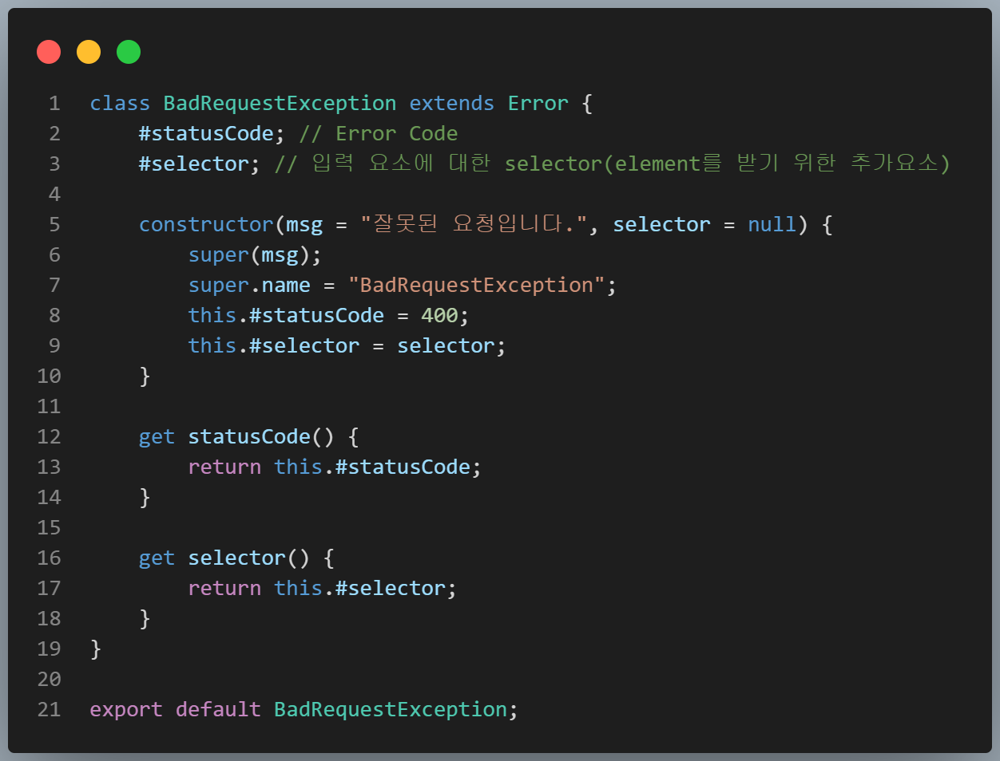 1 class BadRequestException extends Error {
2     #statusCode; // Error Code
3     #selector; // 입력 요소에 대한 selector(element를 받기 위한 추가요소)
4
5     constructor(msg = "잘못된 요청입니다.", selector = null) {
6         super(msg);
7         super.name = "BadRequestException";
8         this.#statusCode = 400;
9         this.#selector = selector;
10     }
11
12     get statusCode() {
13         return this.#statusCode;
14     }
15
16     get selector() {
17         return this.#selector;
18     }
19 }
20
21 export default BadRequestException;